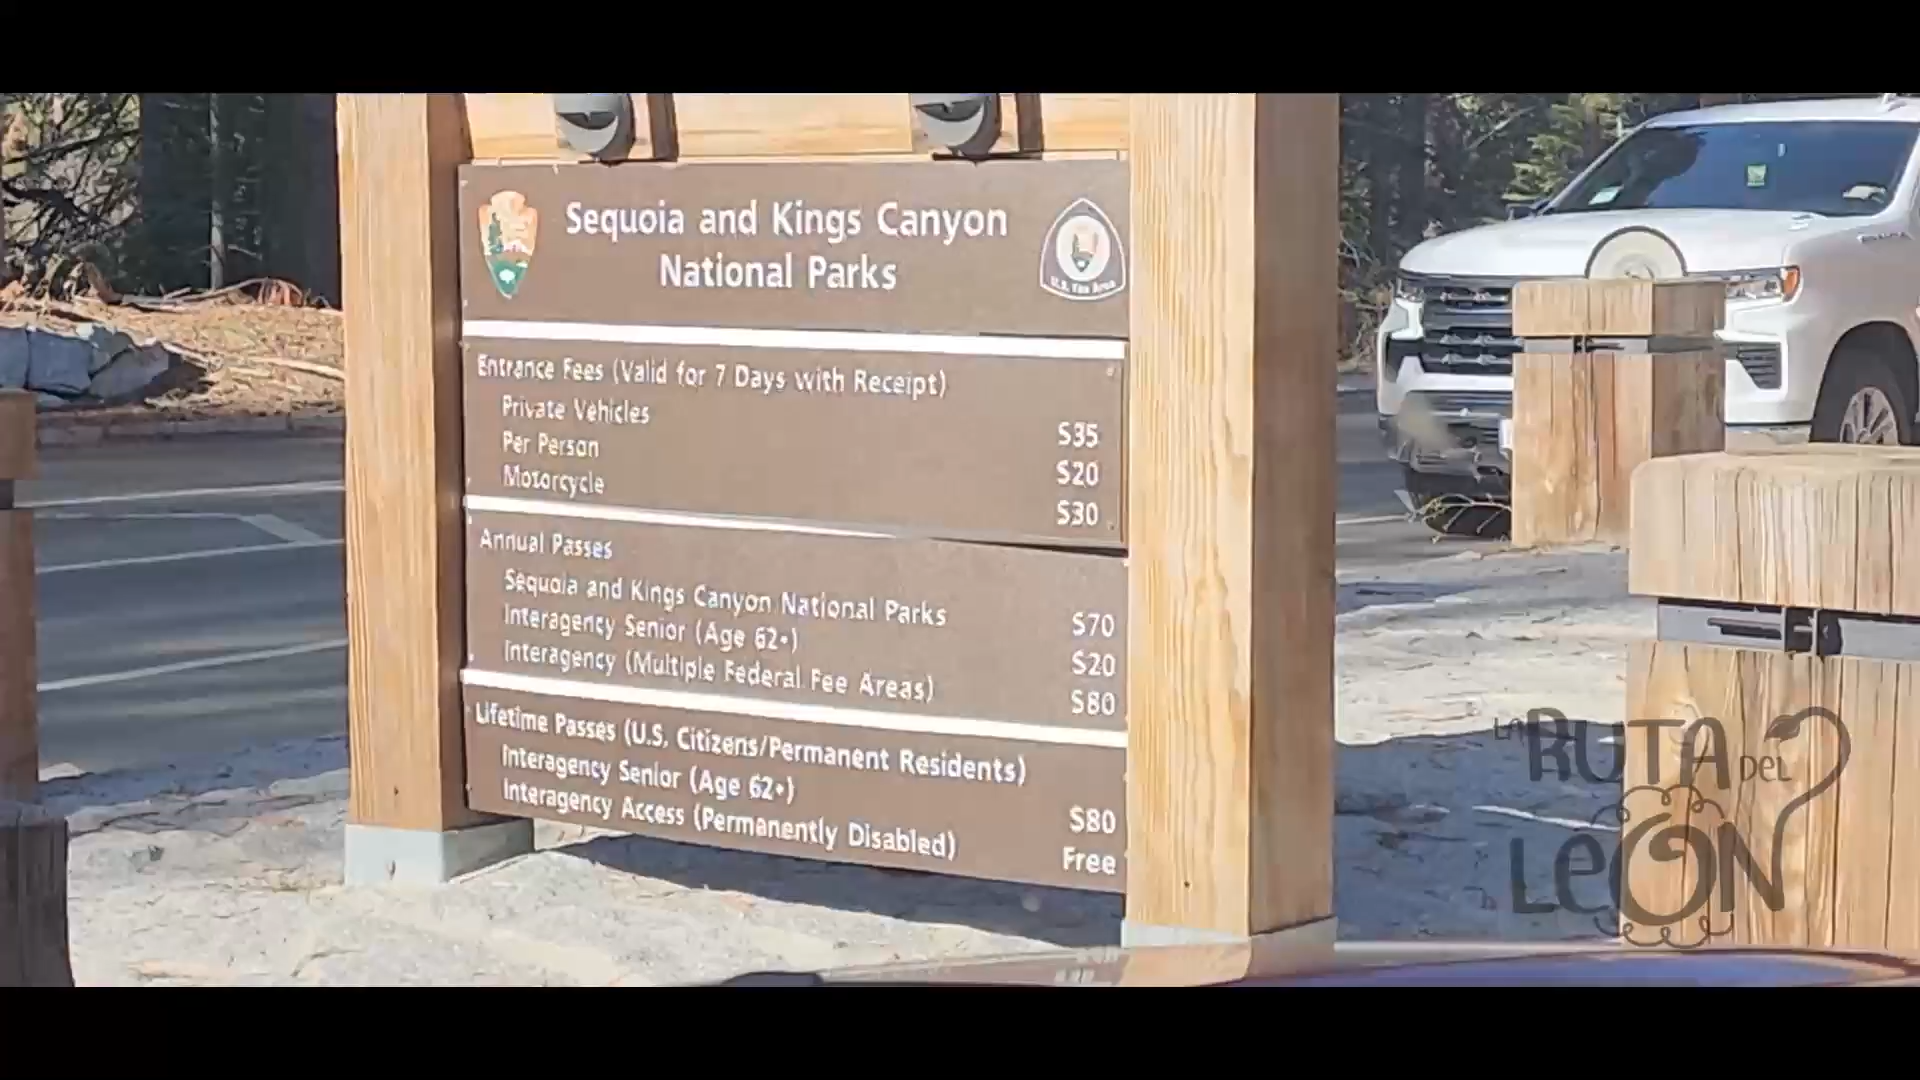 Sequoia and Kings Canyon
National Parks
U.S. Fee Area
Entrance Fees (Valid for 7 Days with Receipt)
Private Vehicles $35
Per Person $20
Motorcycle $30
Annual Passes
Sequoia and Kings Canyon National Parks $70
Interagency Senior (Age 62+) $20
Interagency (Multiple Federal Fee Areas) $80
Lifetime Passes (U.S. Citizens/Permanent Residents)
Interagency Senior (Age 62+) $80
Interagency Access (Permanently Disabled) Free
LA RUTA DEL
LEON